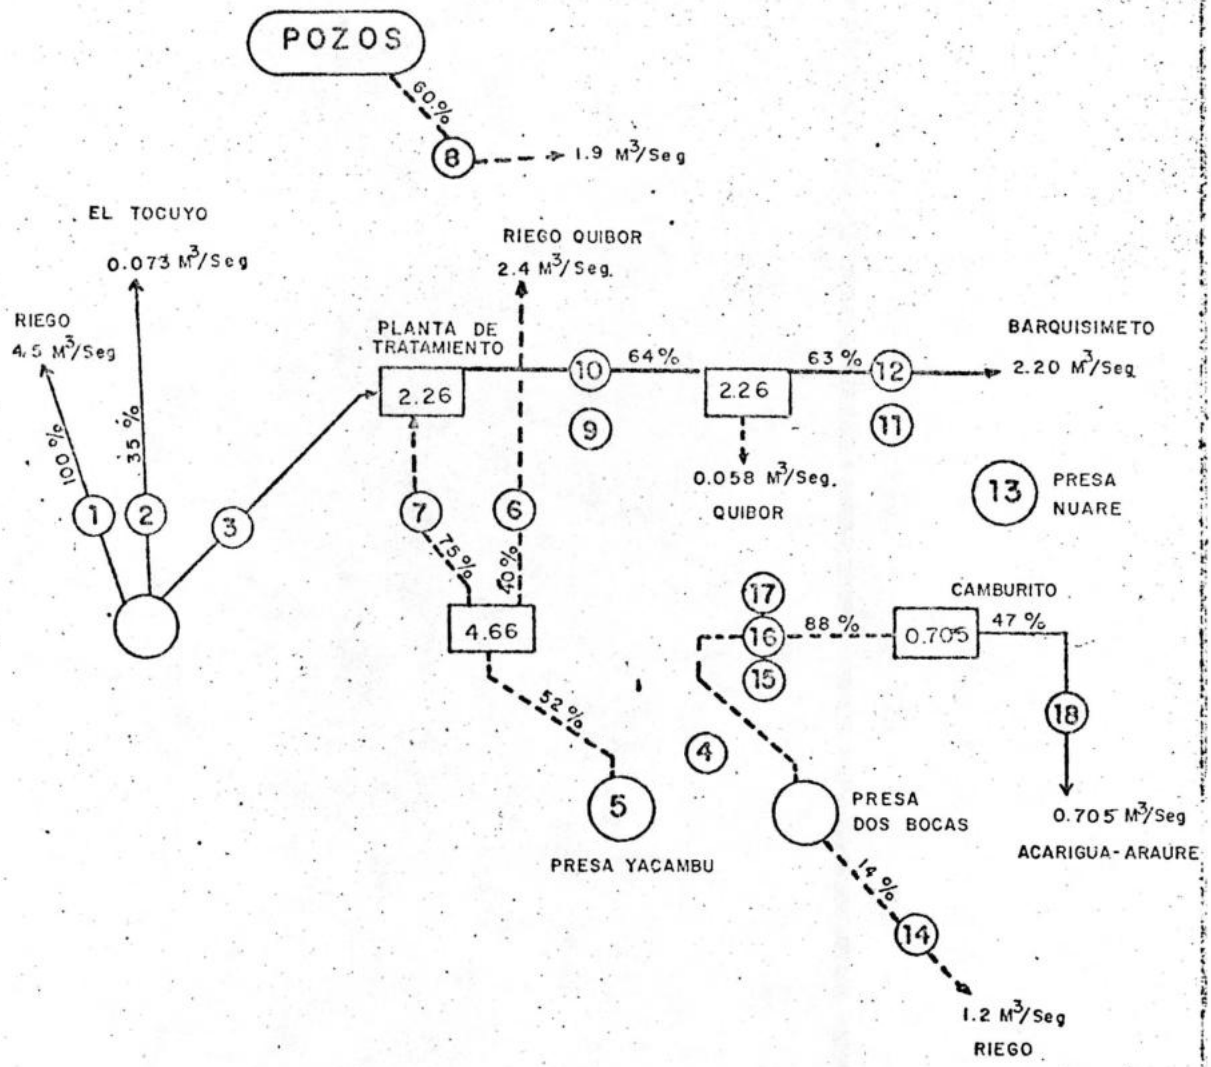 POZOS
60%
8
1.9 M³/Seg
EL TOCUYO
0.073 M³/Seg
RIEGO
4.5 M³/Seg
100%
35 %
1
2
3
RIEGO QUIBOR
2.4 M³/Seg.
PLANTA DE
TRATAMIENTO
2.26
10
64%
9
2.26
63%
12
11
BARQUISIMETO
2.20 M³/Seg
0.058 M³/Seg.
QUIBOR
13
PRESA
NUARE
7
6
75%
40%
4.66
52%
5
PRESA YACAMBU
17
16
15
88%
CAMBURITO
0.705
47%
18
0.705 M³/Seg
ACARIGUA-ARAURE
4
PRESA
DOS BOCAS
14%
14
1.2 M³/Seg
RIEGO